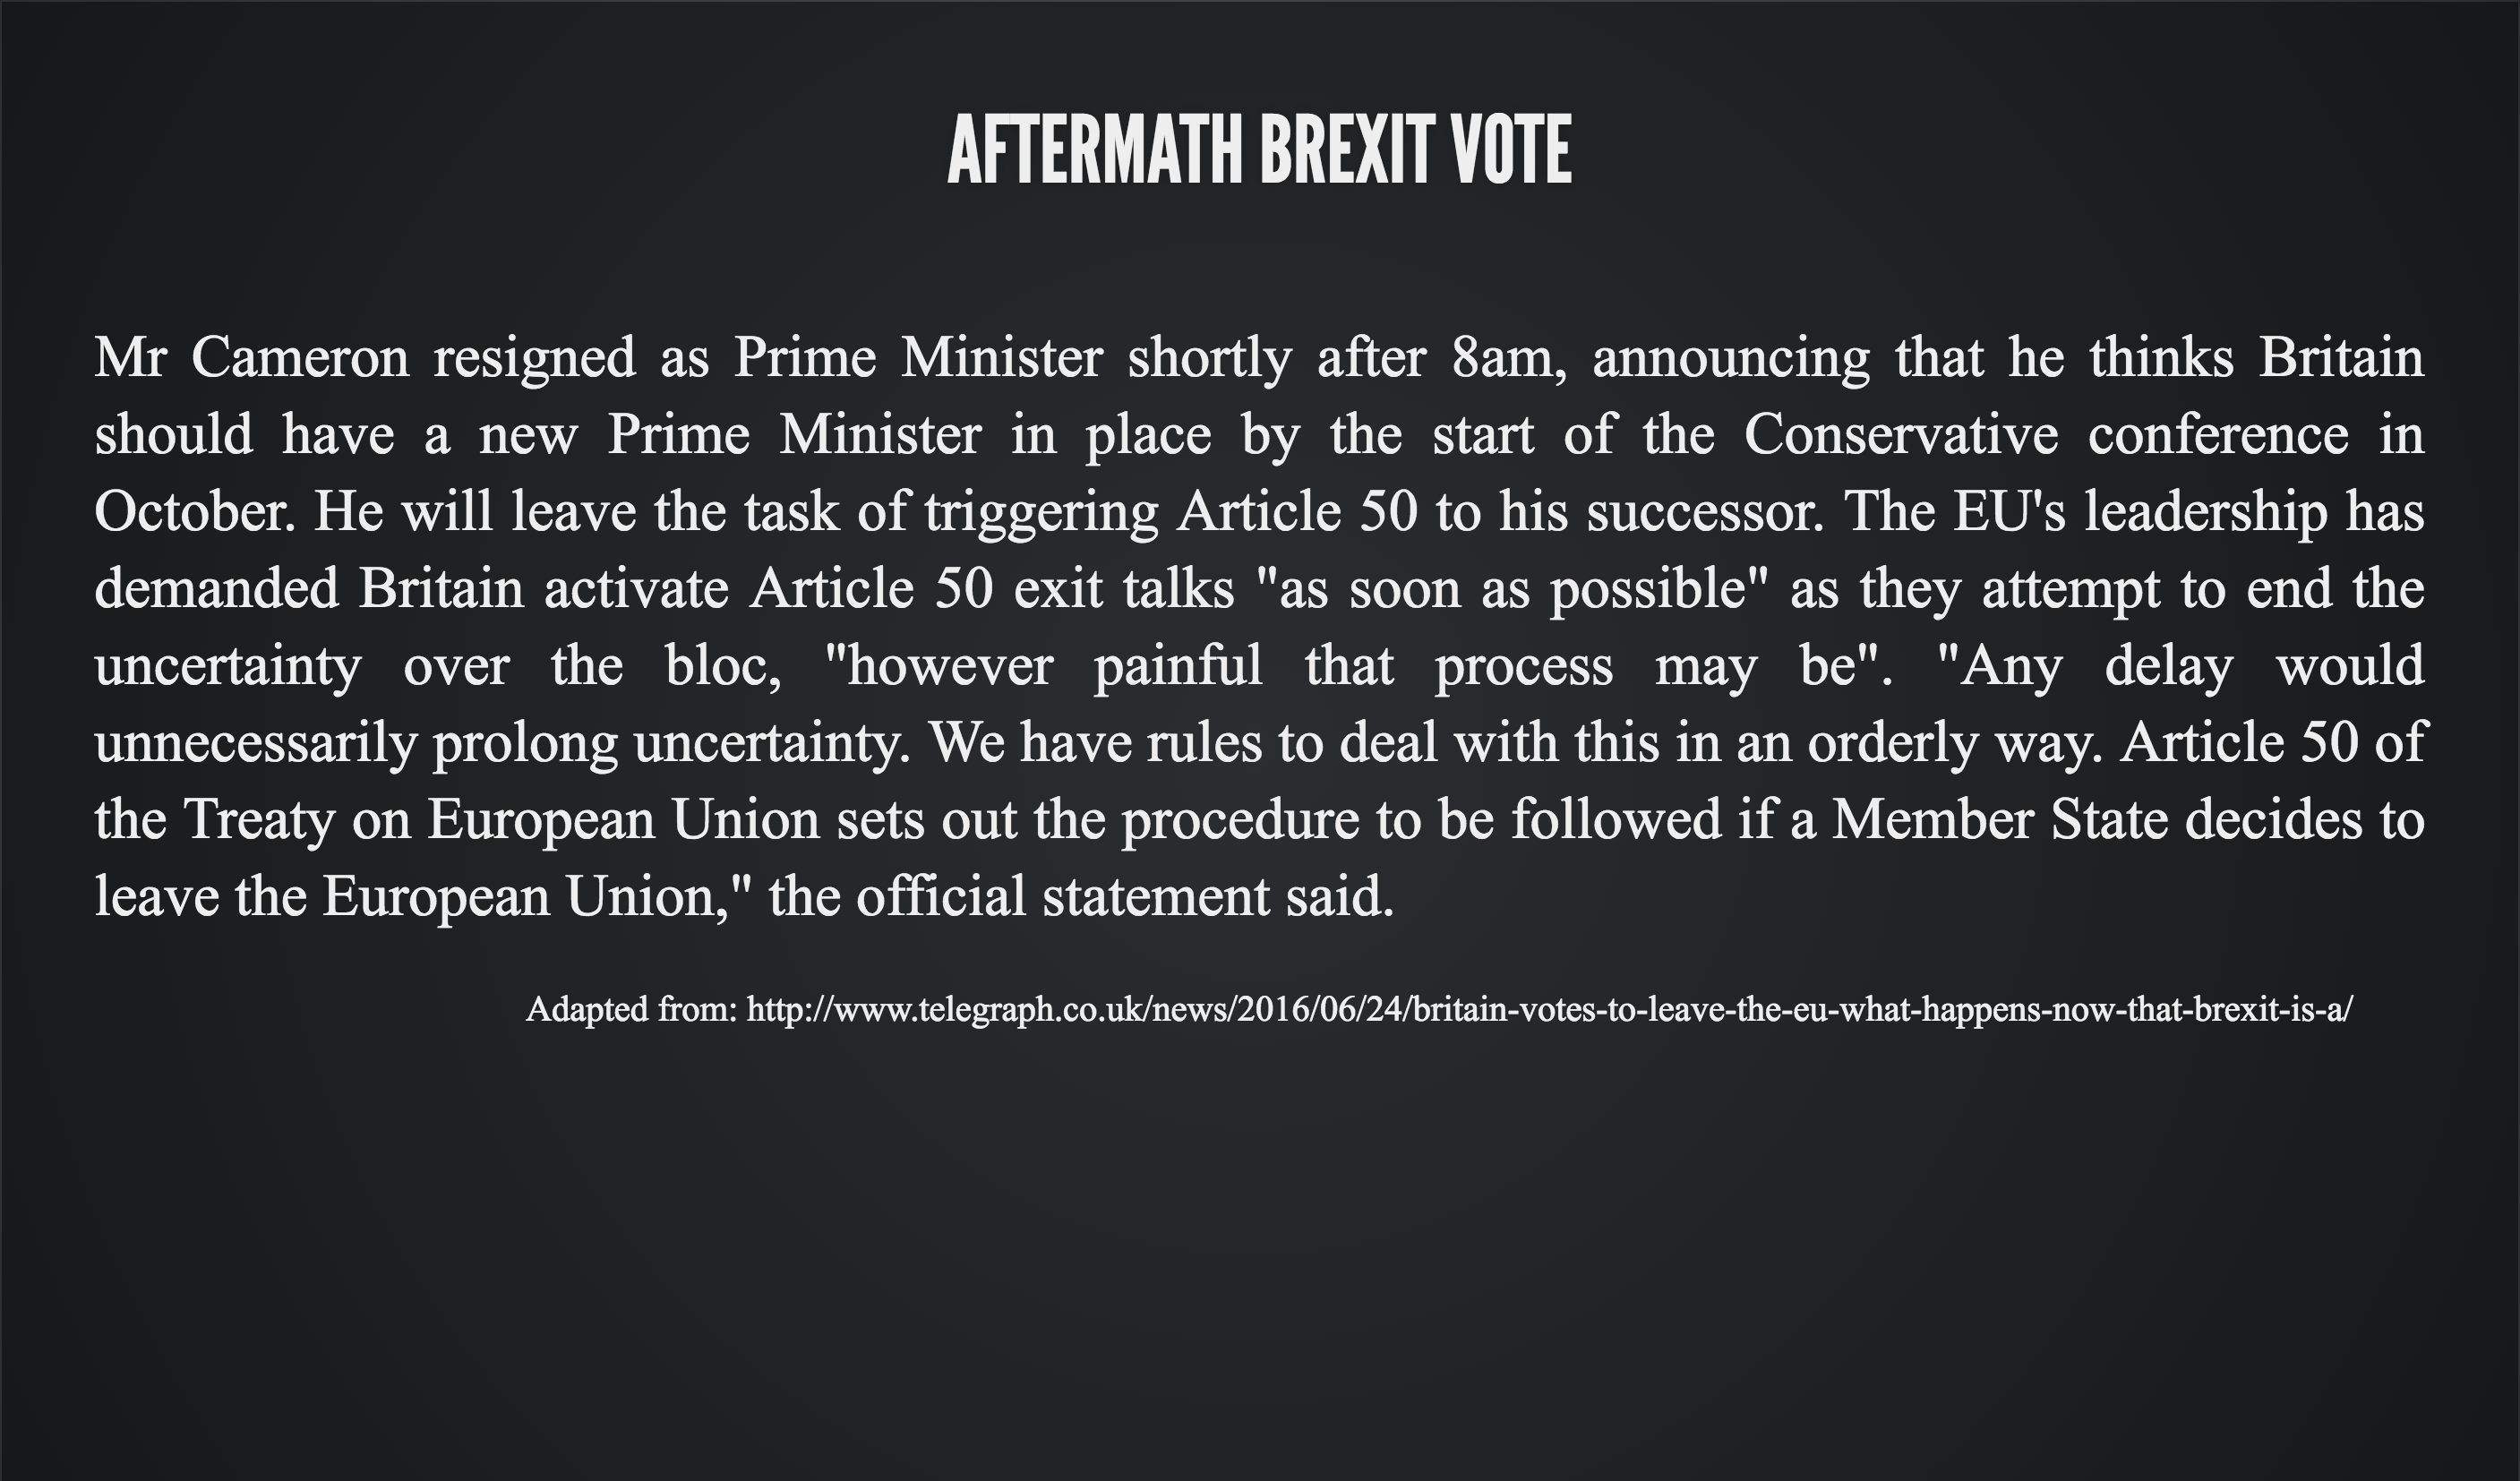 AFTERMATH BREXIT VOTE
Mr Cameron resigned as Prime Minister shortly after 8am, announcing that he thinks Britain
should have a new Prime Minister in place by the start of the Conservative conference in
October. He will leave the task of triggering Article 50 to his successor. The EU's leadership has
demanded Britain activate Article 50 exit talks "as soon as possible" as they attempt to end the
uncertainty over the bloc, "however painful that process may be". "Any delay would
unnecessarily prolong uncertainty. We have rules to deal with this in an orderly way. Article 50 of
the Treaty on European Union sets out the procedure to be followed if a Member State decides to
leave the European Union," the official statement said.
Adapted from: http://www.telegraph.co.uk/news/2016/06/24/britain-votes-to-leave-the-eu-what-happens-now-that-brexit-is-a/